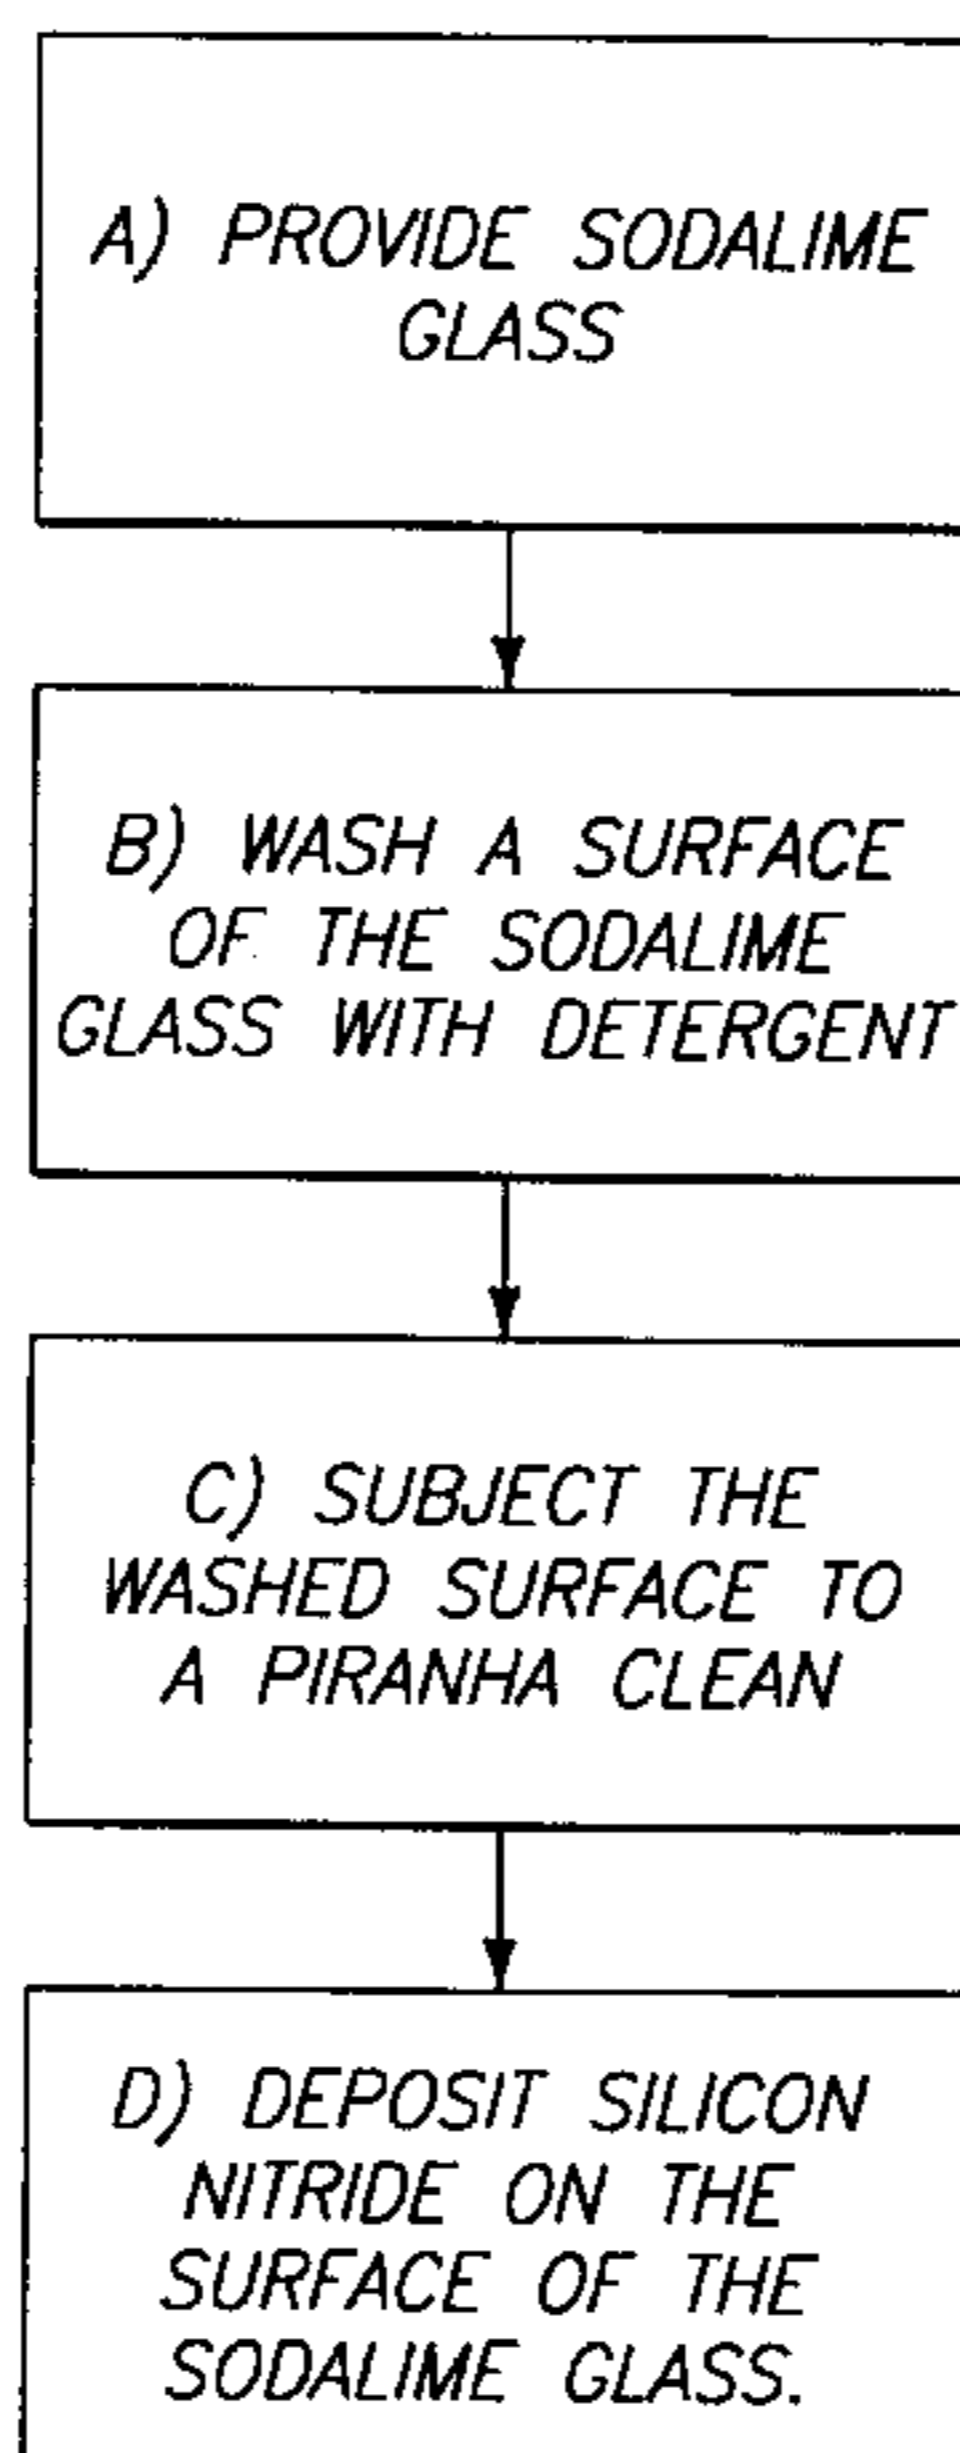 A) PROVIDE SODALIME
GLASS
B) WASH A SURFACE
OF THE SODALIME
GLASS WITH DETERGENT
C) SUBJECT THE
WASHED SURFACE TO
A PIRANHA CLEAN
D) DEPOSIT SILICON
NITRIDE ON THE
SURFACE OF THE
SODALIME GLASS.